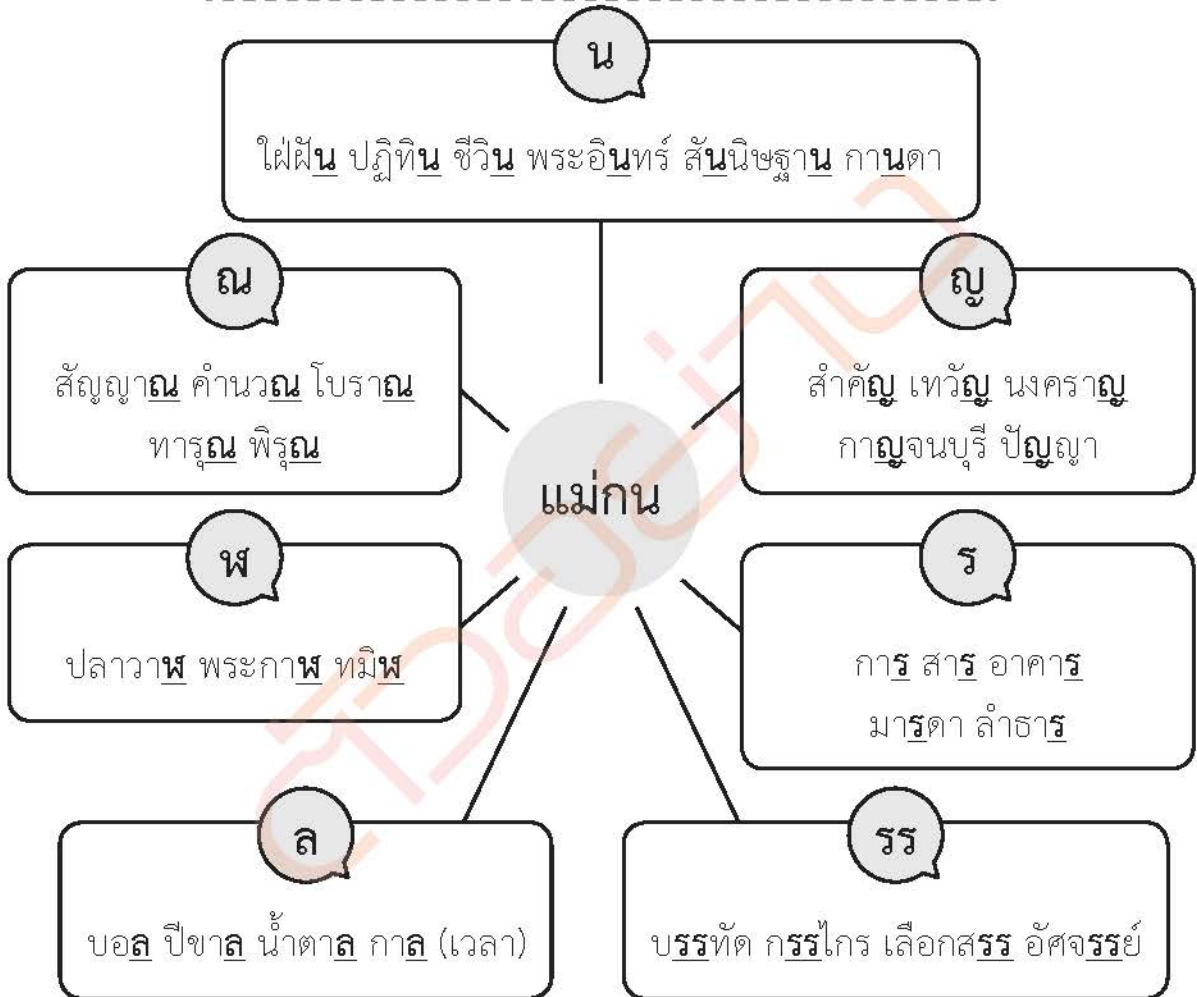 น
ใฝ่ฝัน ปฏิทิน ชีวิน พระอินทร์ สันนิษฐาน กานดา
ณ
สัญญาณ คำนวณ โบราณ
ทารุณ พิรุณ
ญ
สำคัญ เทวัญ นงคราญ
กาญจนบุรี ปัญญา
แม่กน
ฬ
ปลาวาฬ พระกาฬ ทมิฬ
ร
การ สาร อาคาร
มารดา ลำธาร
ล
บอล ปีขาล น้ำตาล กาล (เวลา)
รร
บรรทัด กรรไกร เลือกสรร อัศจรรย์
ตัวอย่าง